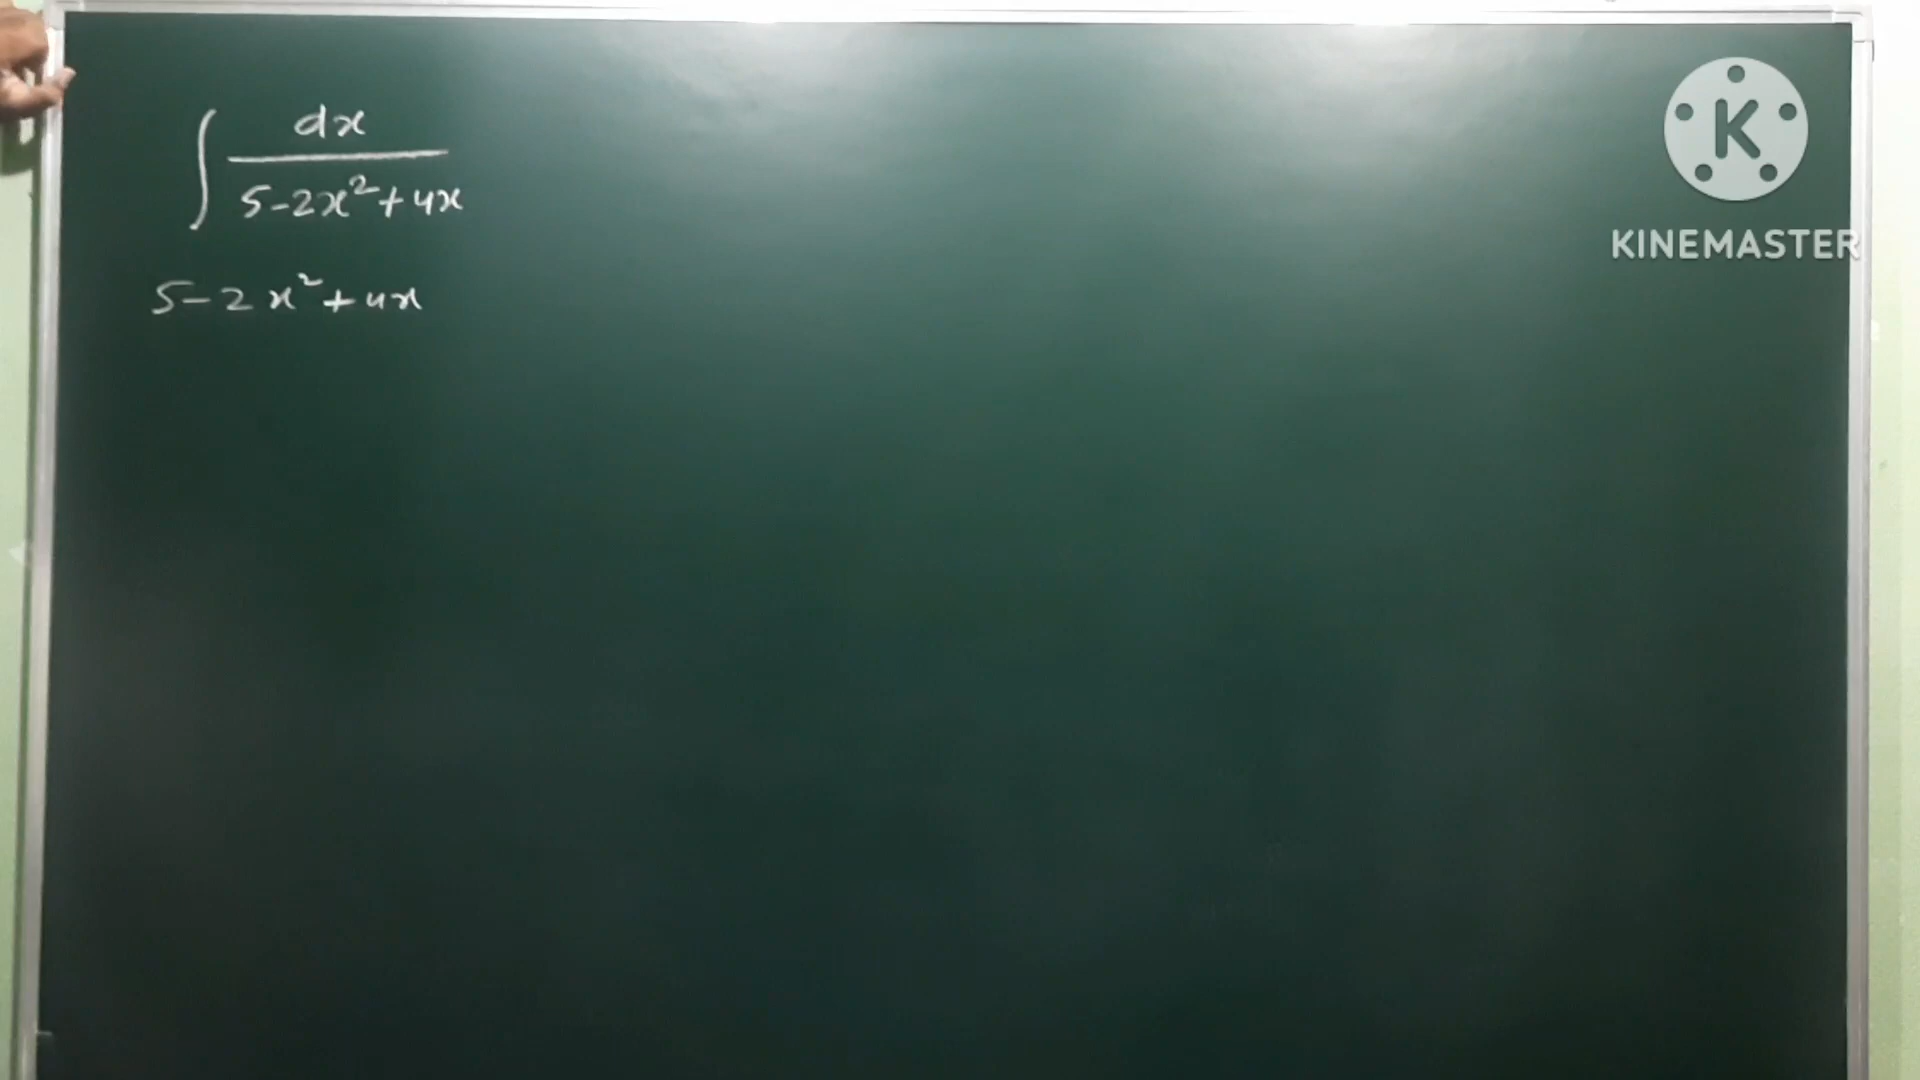 ∫ dx / (5-2x²+4x)
5-2x²+4x
K
KINEMASTER